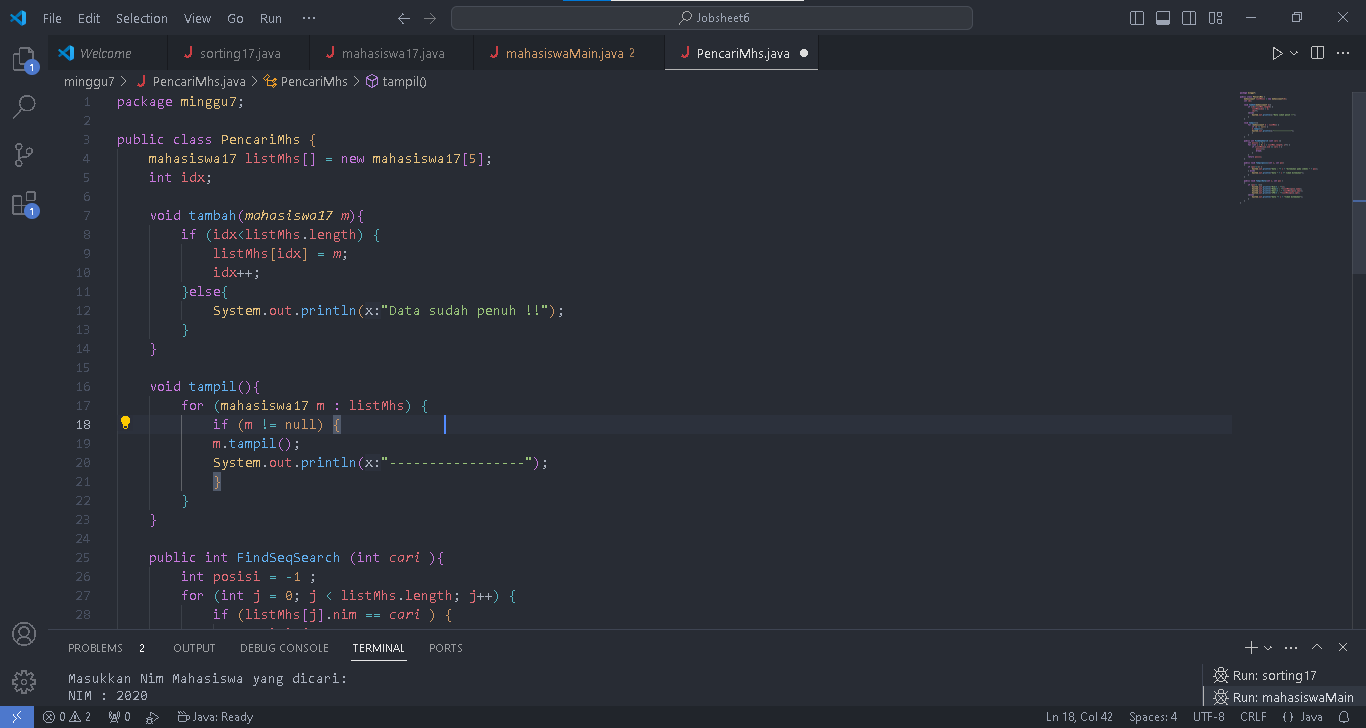 File Edit Selection View Go Run ··· Jobsheet6
1 Welcome sorting17.java mahasiswa17.java mahasiswaMain.java 2 PencariMhs.java
minggu7 > PencariMhs.java > PencariMhs > tampil()
1 package minggu7;
2
3 public class PencariMhs {
4 mahasiswa17 listMhs[] = new mahasiswa17[5];
5 int idx;
6
7 void tambah(mahasiswa17 m){
8 if (idx<listMhs.length) {
9 listMhs[idx] = m;
10 idx++;
11 }else{
12 System.out.println(x:"Data sudah penuh !!");
13 }
14 }
15
16 void tampil(){
17 for (mahasiswa17 m : listMhs) {
18 if (m != null) {
19 m.tampil();
20 System.out.println(x:"-----------------");
21 }
22 }
23 }
24
25 public int FindSeqSearch (int cari ){
26 int posisi = -1 ;
27 for (int j = 0; j < listMhs.length; j++) {
28 if (listMhs[j].nim == cari ) {
1
PROBLEMS 2 OUTPUT DEBUG CONSOLE TERMINAL PORTS
Masukkan Nim Mahasiswa yang dicari:
NIM : 2020
Run: sorting17
Run: mahasiswaMain
0 2 0 Java: Ready Ln 18, Col 42 Spaces: 4 UTF-8 CRLF {} Java